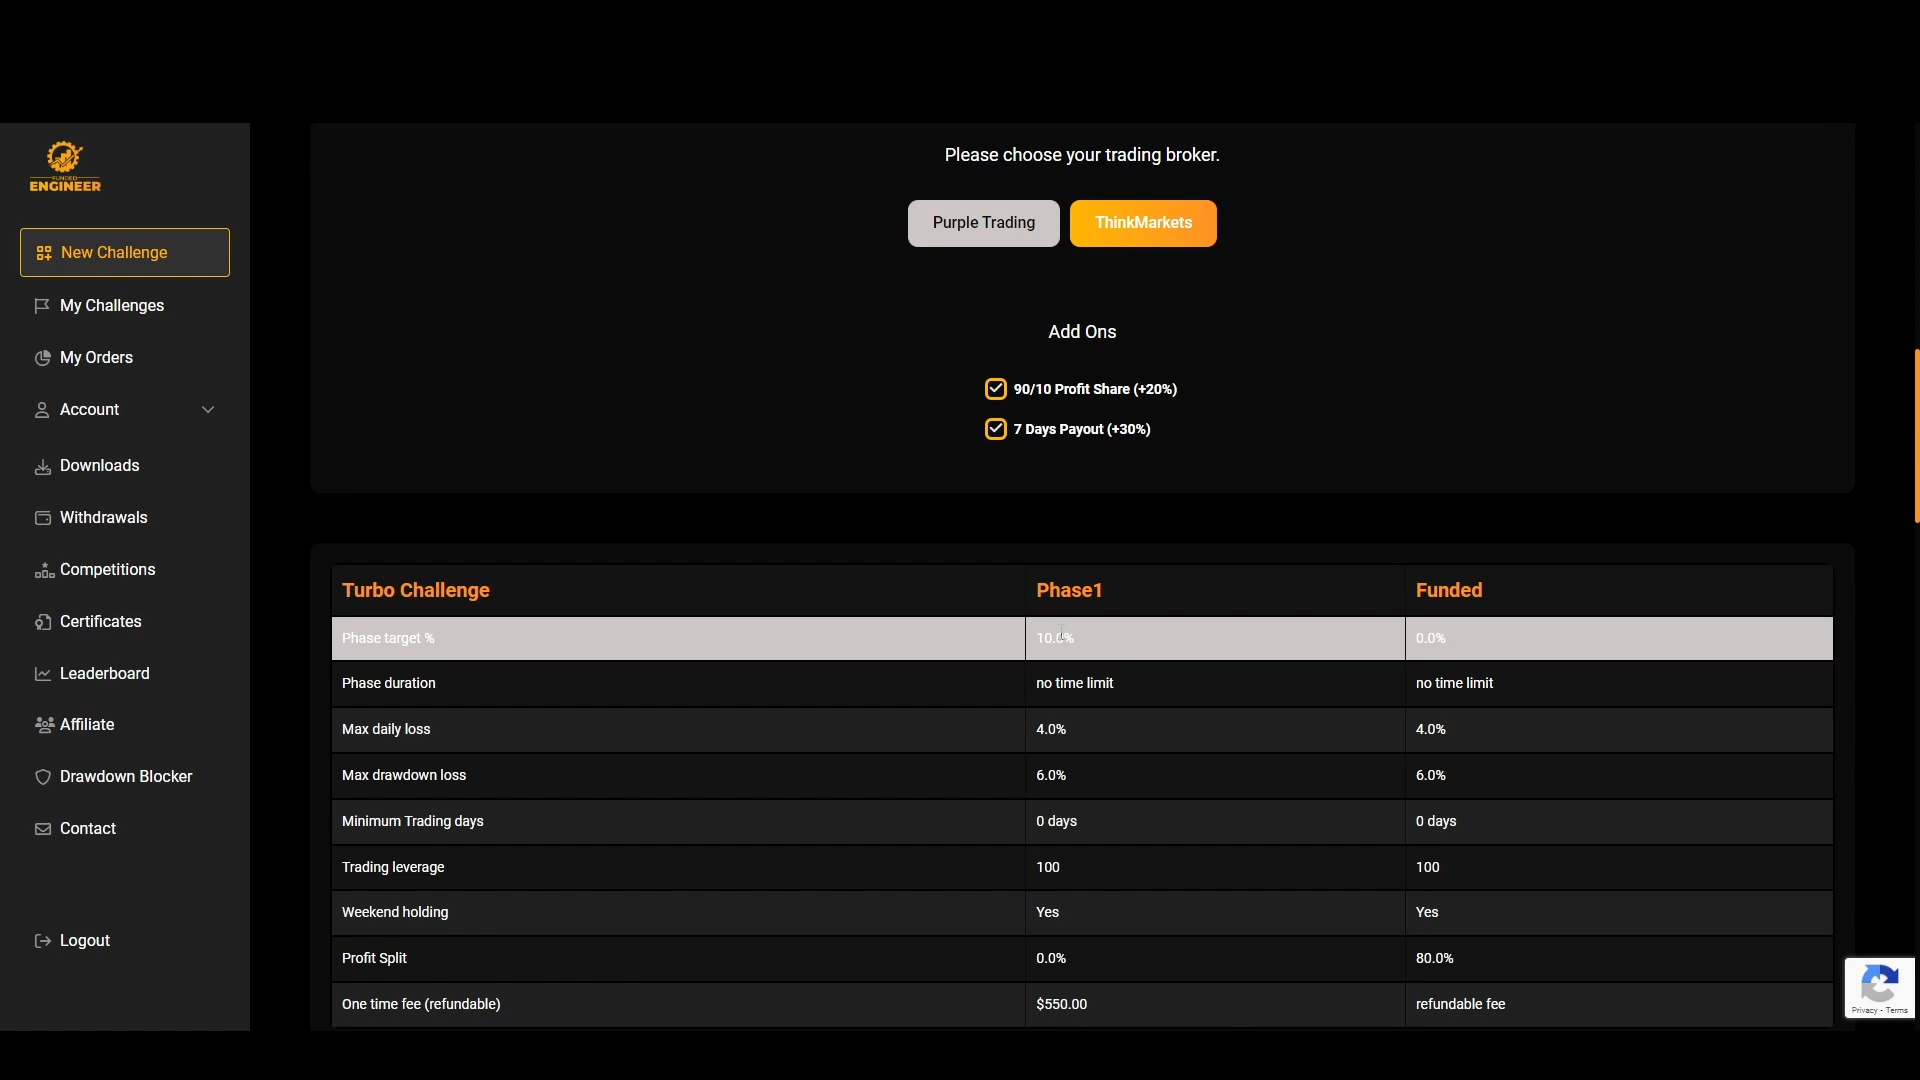 FUNDED
ENGINEER
New Challenge
My Challenges
My Orders
Account
Downloads
Withdrawals
Competitions
Certificates
Leaderboard
Affiliate
Drawdown Blocker
Contact
Logout
Please choose your trading broker.
Purple Trading ThinkMarkets
Add Ons
90/10 Profit Share (+20%)
7 Days Payout (+30%)
Turbo Challenge Phase1 Funded
Phase target % 10.0% 0.0%
Phase duration no time limit no time limit
Max daily loss 4.0% 4.0%
Max drawdown loss 6.0% 6.0%
Minimum Trading days 0 days 0 days
Trading leverage 100 100
Weekend holding Yes Yes
Profit Split 0.0% 80.0%
One time fee (refundable) $550.00 refundable fee
Privacy - Terms